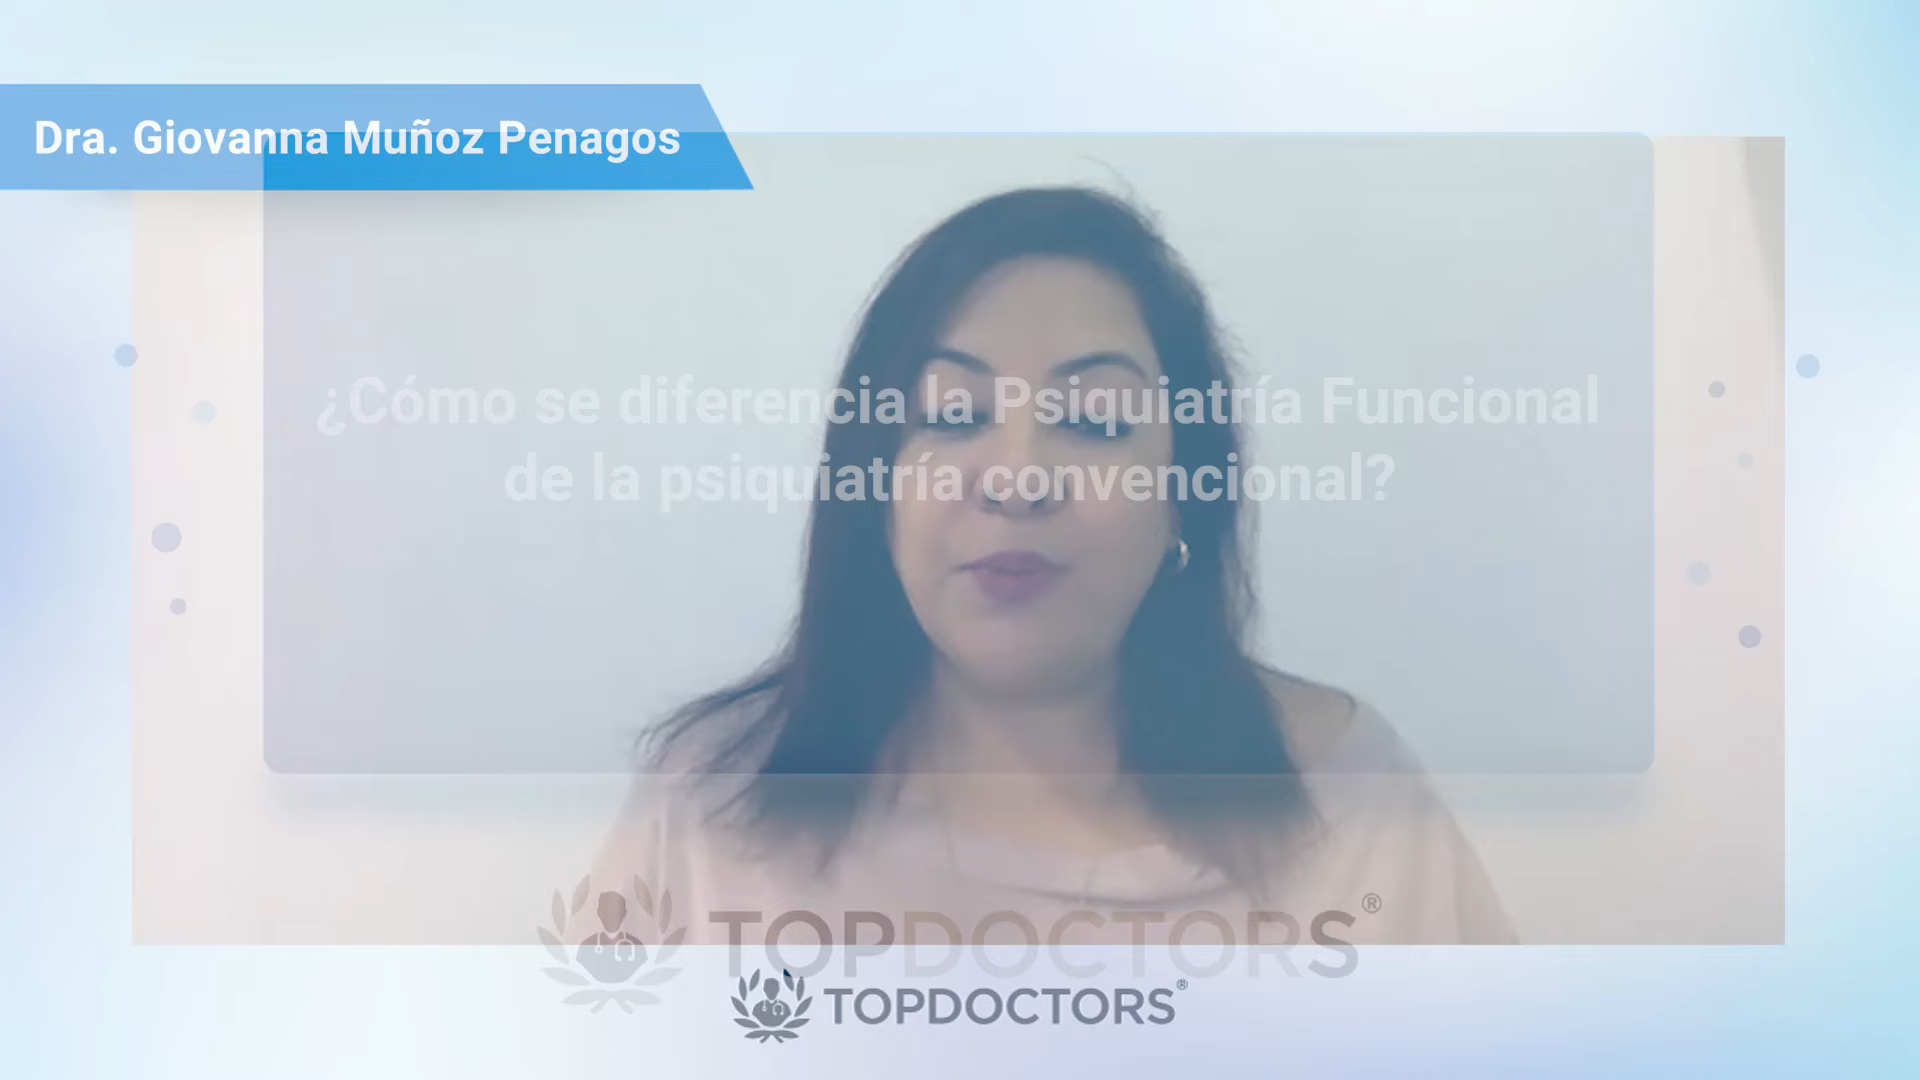 Dra. Giovanna Muñoz Penagos
¿Cómo se diferencia la Psiquiatría Funcional
de la psiquiatría convencional?
TOPDOCTORS®
TOPDOCTORS®